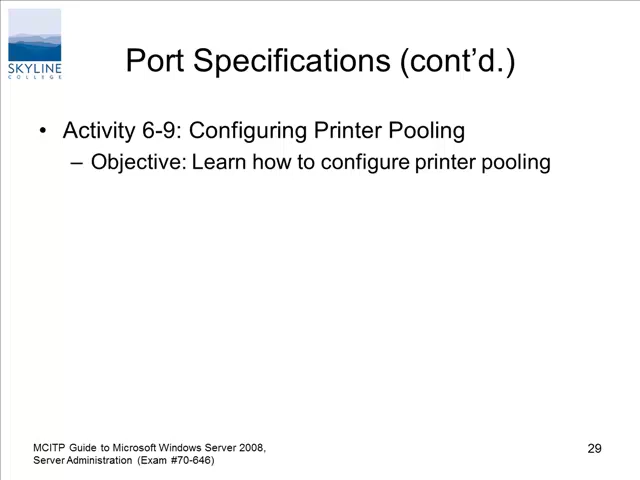 SKYLINE
COLLEGE
Port Specifications (cont’d.)
• Activity 6-9: Configuring Printer Pooling
– Objective: Learn how to configure printer pooling
MCITP Guide to Microsoft Windows Server 2008,
Server Administration (Exam #70-646)
29